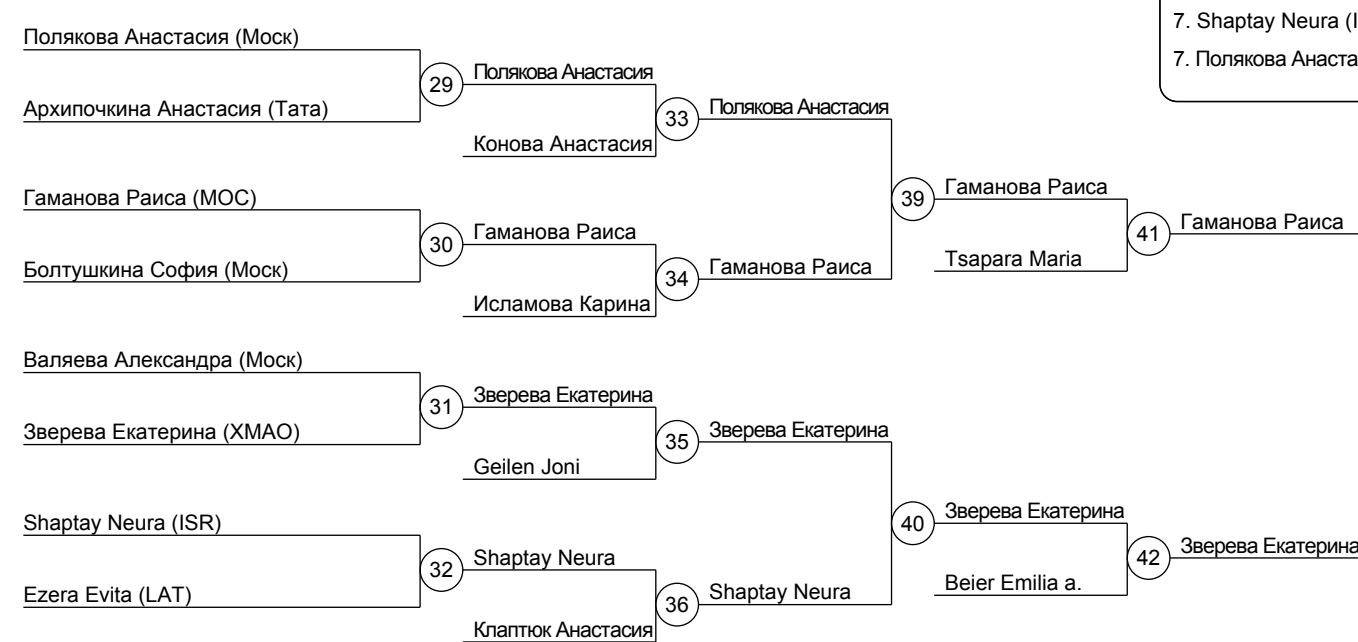 7. Shaptay Neura (I
7. Полякова Анаста
Полякова Анастасия (Моск)
29
Полякова Анастасия
Архипочкина Анастасия (Тата)
33
Полякова Анастасия
Конова Анастасия
Гаманова Раиса (МОС)
39
Гаманова Раиса
30
Гаманова Раиса
41
Гаманова Раиса
Болтушкина София (Моск)
34
Гаманова Раиса
Tsapara Maria
Исламова Карина
Валяева Александра (Моск)
31
Зверева Екатерина
Зверева Екатерина (ХМАО)
35
Зверева Екатерина
Geilen Joni
Shaptay Neura (ISR)
40
Зверева Екатерина
32
Shaptay Neura
42
Зверева Екатерина
Ezera Evita (LAT)
36
Shaptay Neura
Beier Emilia a.
Клаптюк Анастасия